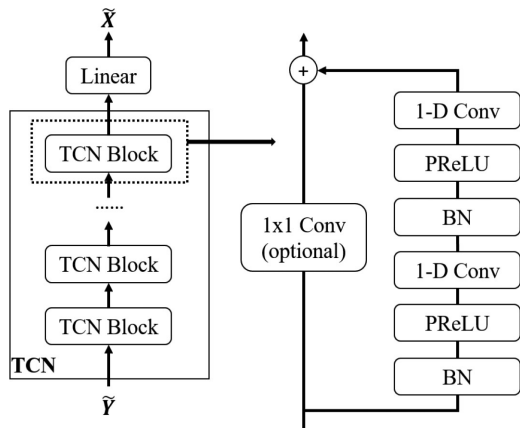 X̃
Linear
TCN Block
......
TCN Block
TCN Block
TCN
Ỹ
+
1x1 Conv
(optional)
1-D Conv
PReLU
BN
1-D Conv
PReLU
BN